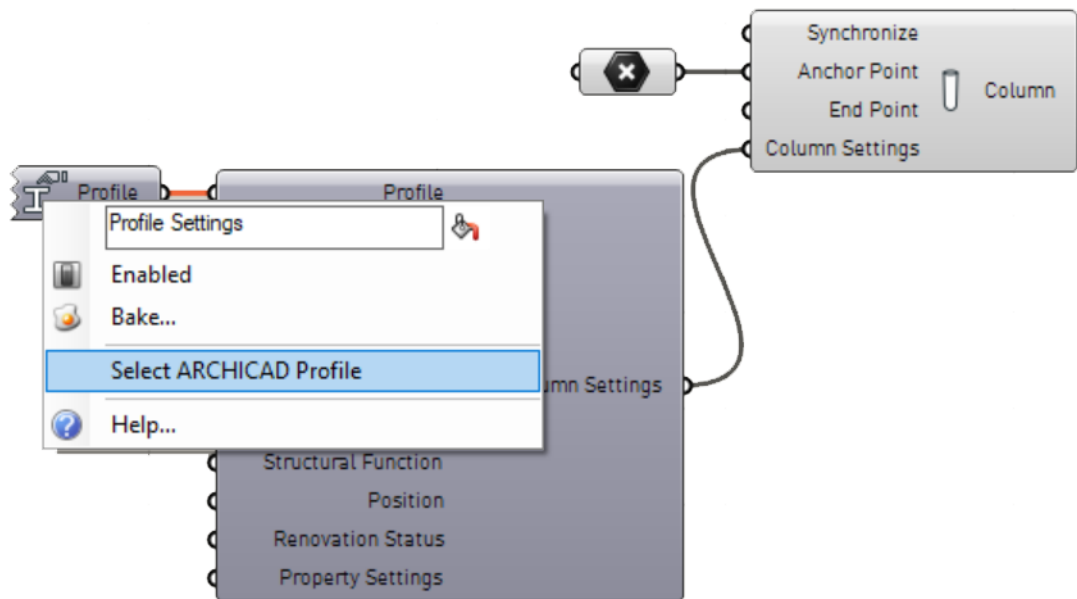 Synchronize
Anchor Point
Column
End Point
Column Settings
Profile
Profile
Profile Settings
Enabled
Bake...
Select ARCHICAD Profile
umn Settings
Help...
Structural Function
Position
Renovation Status
Property Settings